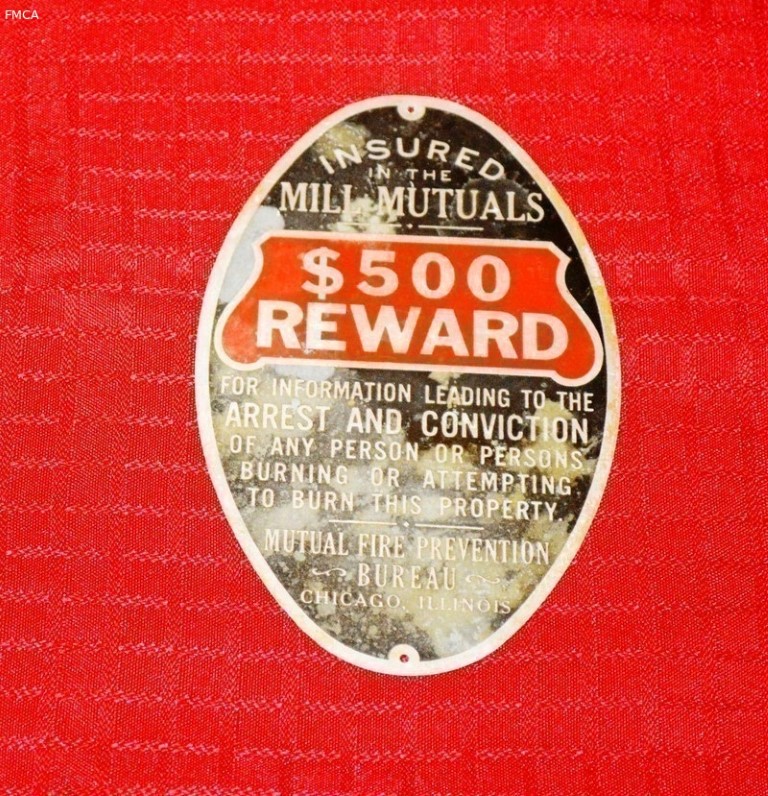 FMCA
INSURED
IN THE
MILL MUTUALS
$500
REWARD
FOR INFORMATION LEADING TO THE
ARREST AND CONVICTION
OF ANY PERSON OR PERSONS
BURNING OR ATTEMPTING
TO BURN THIS PROPERTY
MUTUAL FIRE PREVENTION
BUREAU
CHICAGO, ILLINOIS